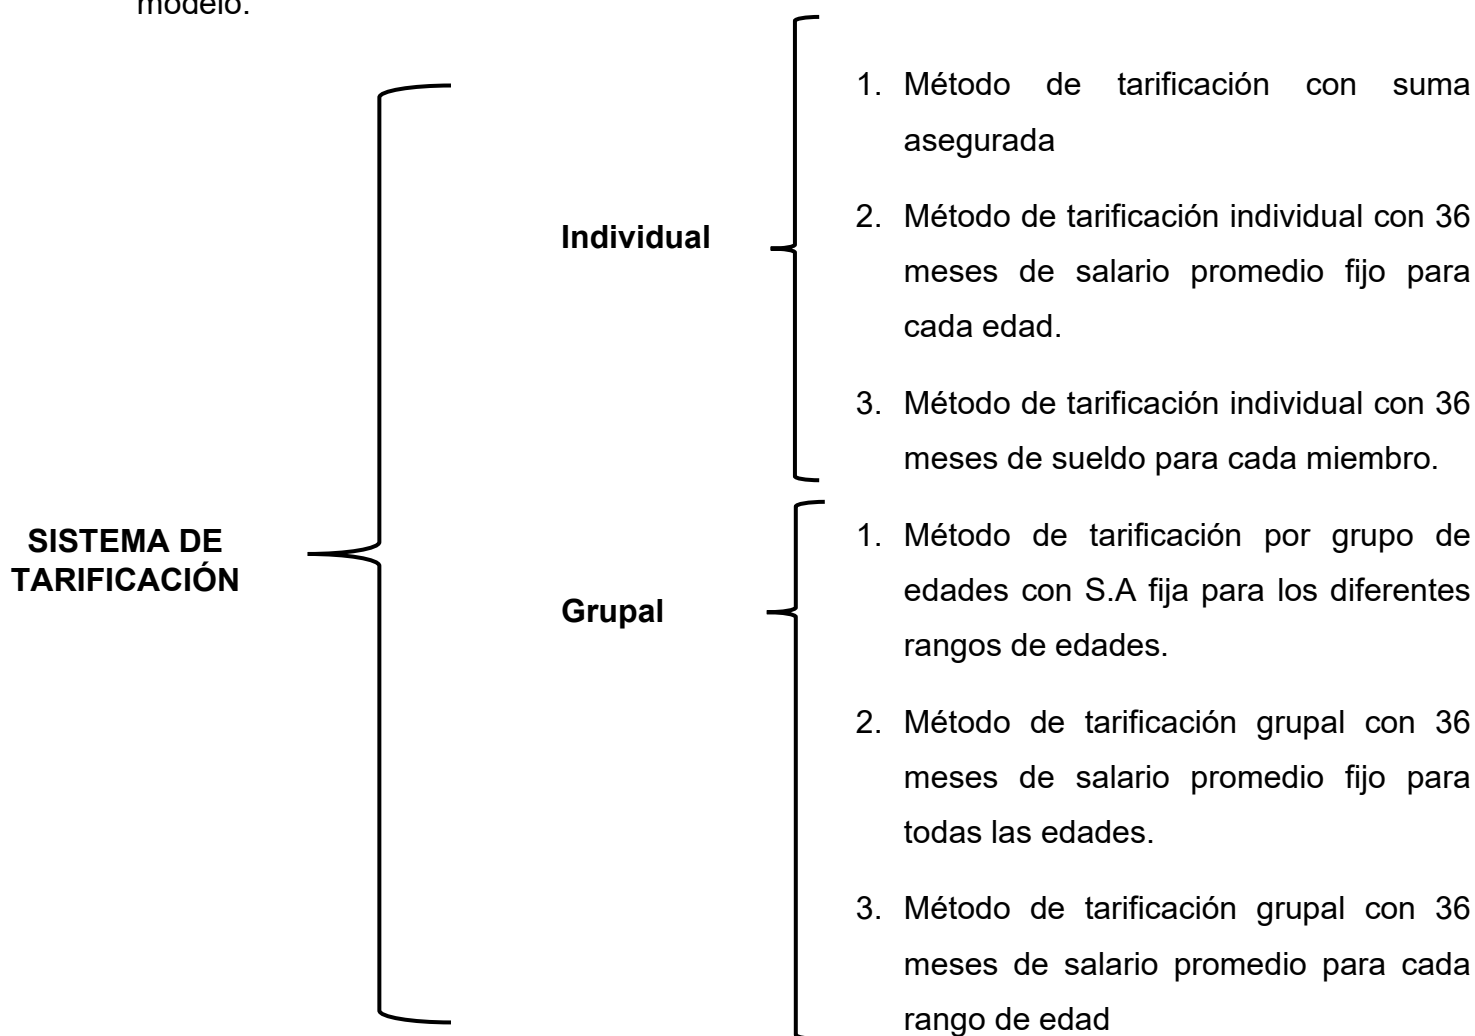 modelo.
SISTEMA DE
TARIFICACIÓN
Individual
1. Método de tarificación con suma
asegurada
2. Método de tarificación individual con 36
meses de salario promedio fijo para
cada edad.
3. Método de tarificación individual con 36
meses de sueldo para cada miembro.
Grupal
1. Método de tarificación por grupo de
edades con S.A fija para los diferentes
rangos de edades.
2. Método de tarificación grupal con 36
meses de salario promedio fijo para
todas las edades.
3. Método de tarificación grupal con 36
meses de salario promedio para cada
rango de edad